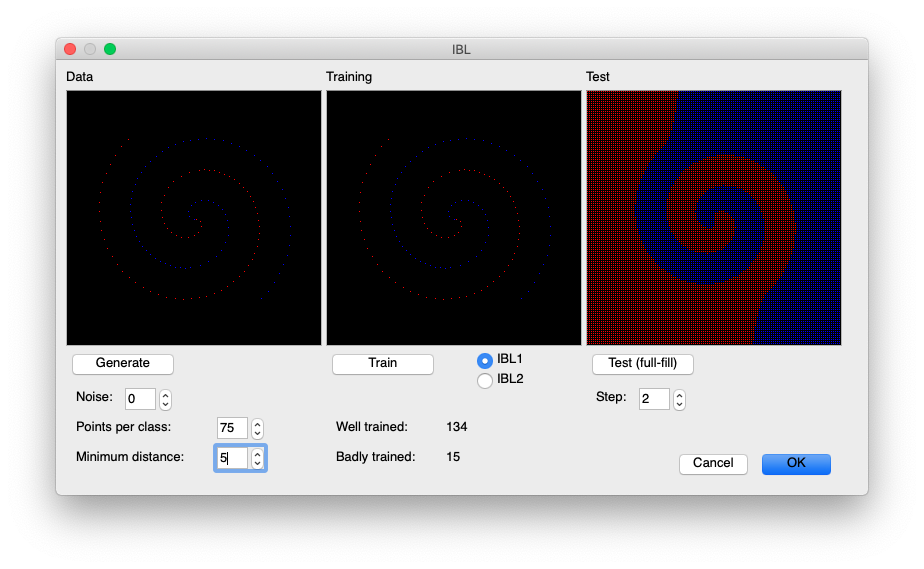 IBL
Data Training Test
Generate Train IBL1 Test (full-fill)
IBL2
Noise: 0 Step: 2
Points per class: 75 Well trained: 134
Minimum distance: 5 Badly trained: 15
Cancel OK